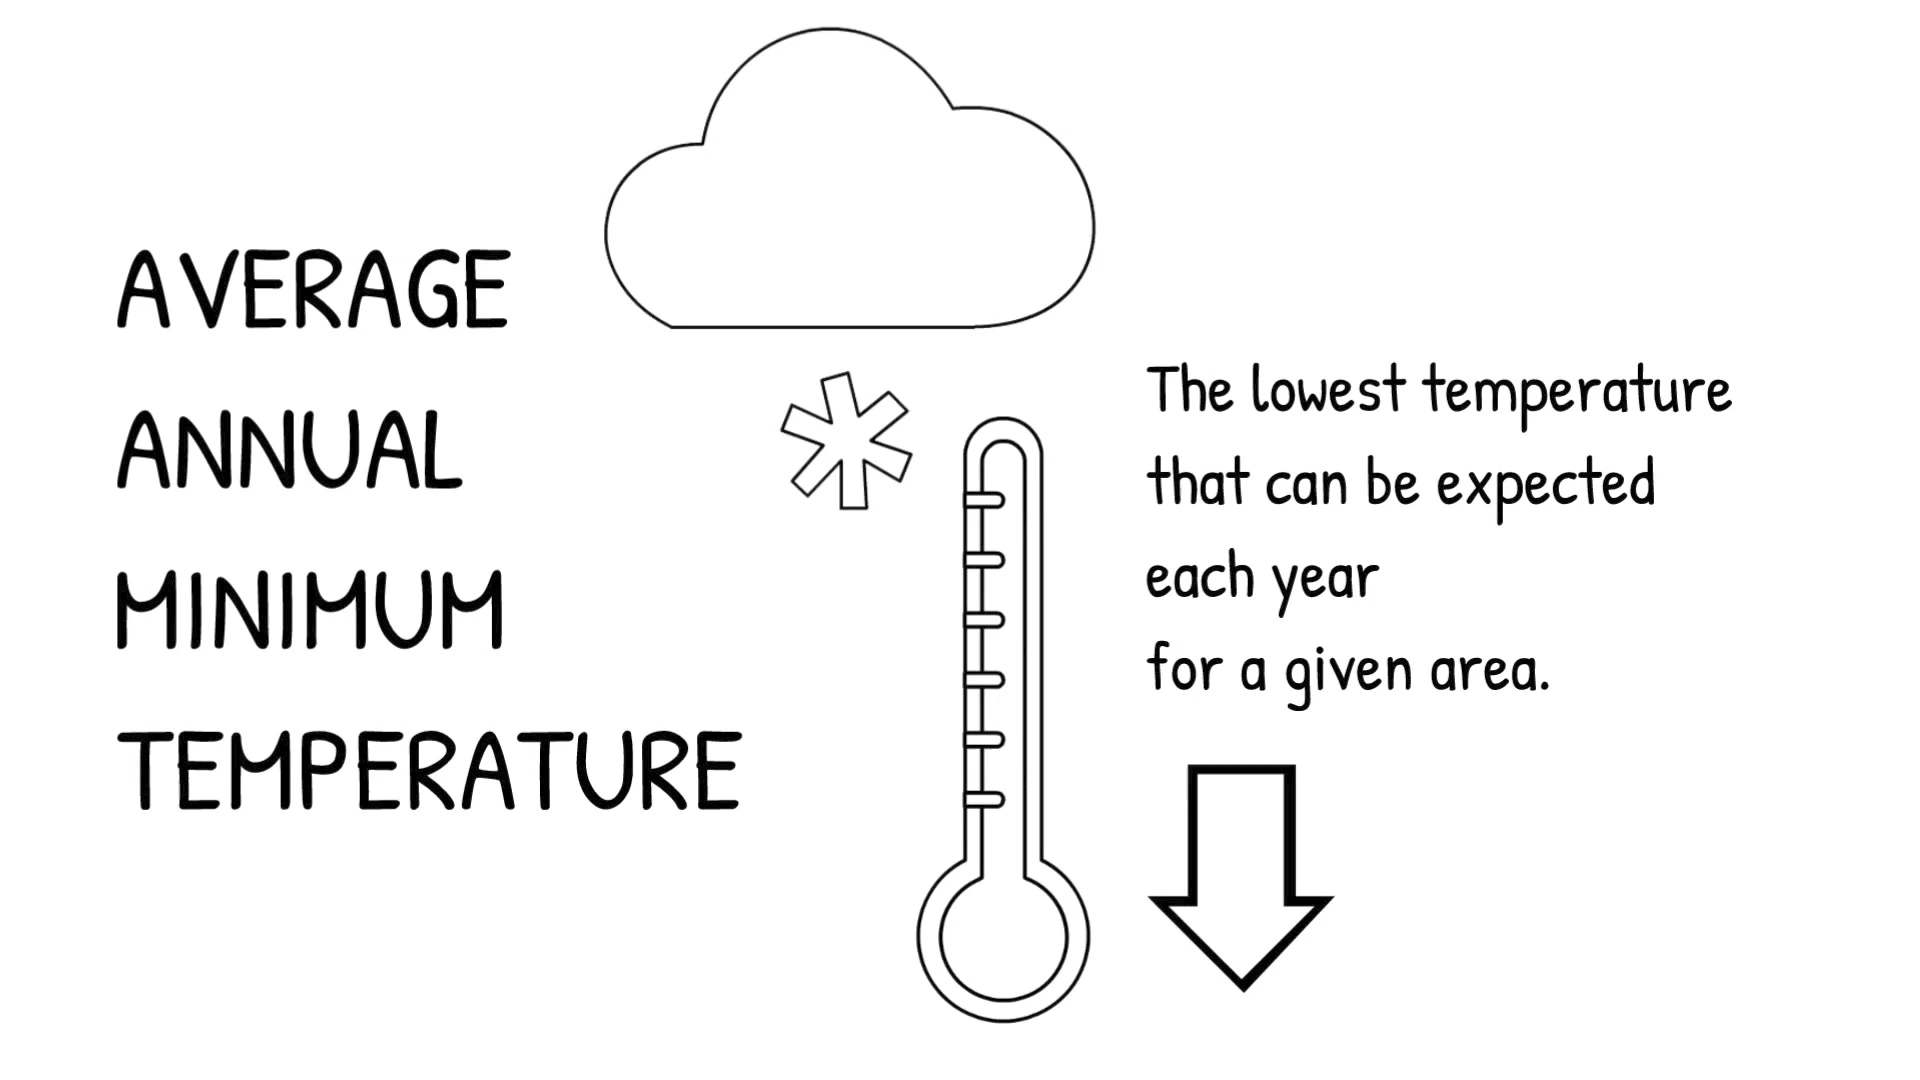 AVERAGE
ANNUAL
MINIMUM
TEMPERATURE
The lowest temperature
that can be expected
each year
for a given area.